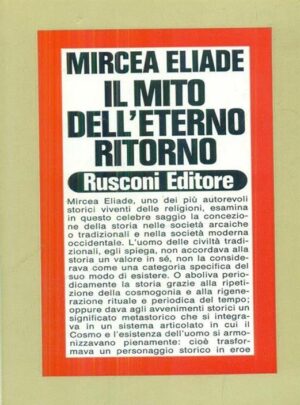 MIRCEA ELIADE
IL MITO
DELL'ETERNO
RITORNO
Rusconi Editore
Mircea Eliade, uno dei più autorevoli
storici viventi delle religioni, esamina
in questo celebre saggio la concezio-
ne della storia nelle società arcaiche
o tradizionali e nella società moderna
occidentale. L'uomo delle civiltà tradi-
zionali, egli spiega, non accordava alla
storia un valore in sé, non la conside-
rava come una categoria specifica del
suo modo di esistere. O aboliva perio-
dicamente la storia grazie alla ripeti-
zione della cosmogonia e alla rigene-
razione rituale e periodica del tempo;
oppure dava agli avvenimenti storici un
significato metastorico che si integra-
va in un sistema articolato in cui il
Cosmo e l'esistenza dell'uomo si armo-
nizzavano pienamente: cioè trasfor-
mava un personaggio storico in eroe